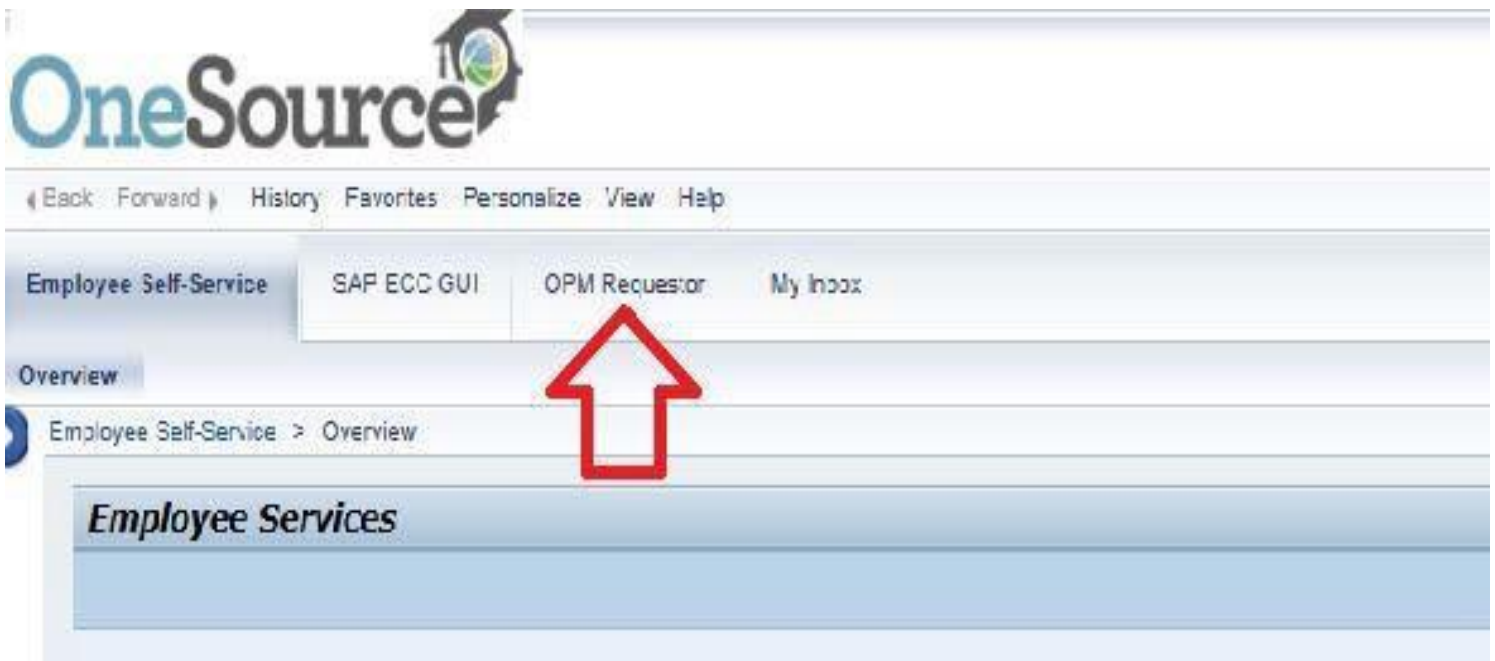 OneSource
Back Forward History Favorites Personalize View Help
Employee Self-Service SAP ECC GUI OPM Requestor My Inbox
Overview
Employee Self-Service > Overview
Employee Services